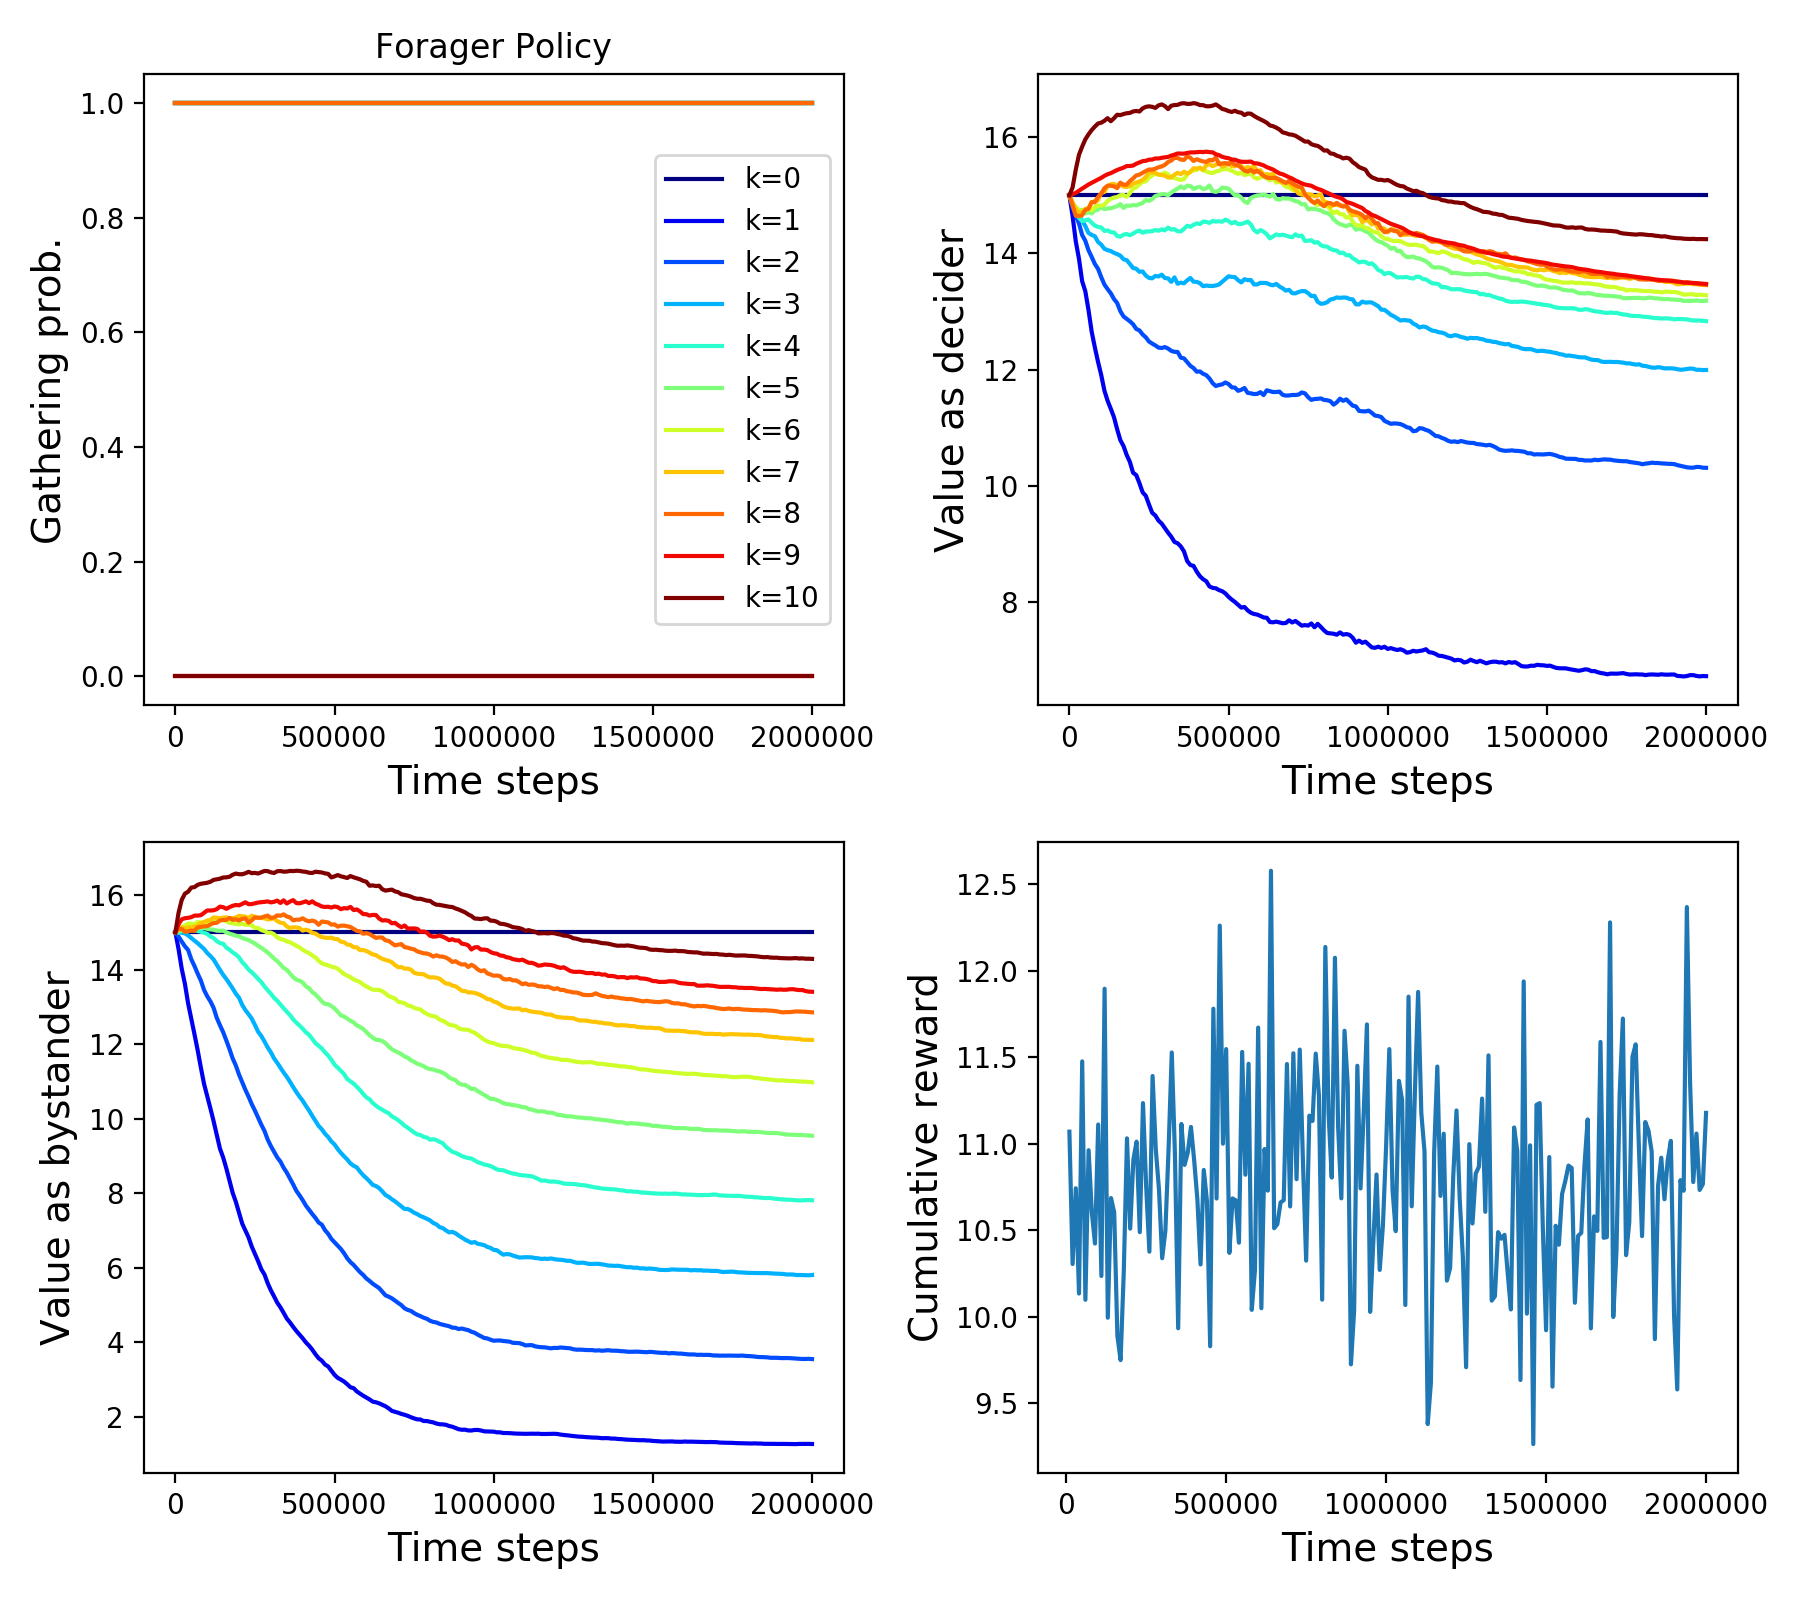 Forager Policy
Gathering prob.
1.0
0.8
0.6
0.4
0.2
0.0
k=0
k=1
k=2
k=3
k=4
k=5
k=6
k=7
k=8
k=9
k=10
0 500000 1000000 1500000 2000000
Time steps
Value as decider
16
14
12
10
8
0 500000 1000000 1500000 2000000
Time steps
Value as bystander
16
14
12
10
8
6
4
2
0 500000 1000000 1500000 2000000
Time steps
Cumulative reward
12.5
12.0
11.5
11.0
10.5
10.0
9.5
0 500000 1000000 1500000 2000000
Time steps